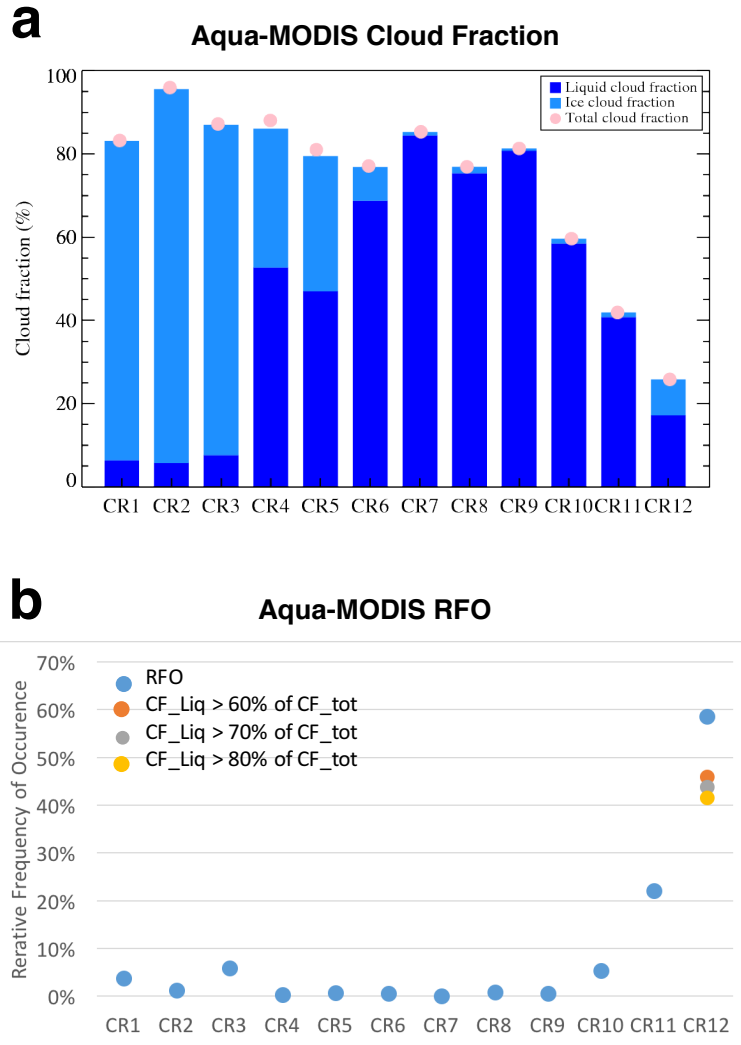 a
Aqua-MODIS Cloud Fraction
100
80
60
40
20
0
Cloud fraction (%)
Liquid cloud fraction
Ice cloud fraction
Total cloud fraction
CR1 CR2 CR3 CR4 CR5 CR6 CR7 CR8 CR9 CR10 CR11 CR12
b
Aqua-MODIS RFO
70%
60%
50%
40%
30%
20%
10%
0%
Rerative Frequency of Occurence
RFO
CF_Liq > 60% of CF_tot
CF_Liq > 70% of CF_tot
CF_Liq > 80% of CF_tot
CR1 CR2 CR3 CR4 CR5 CR6 CR7 CR8 CR9 CR10 CR11 CR12